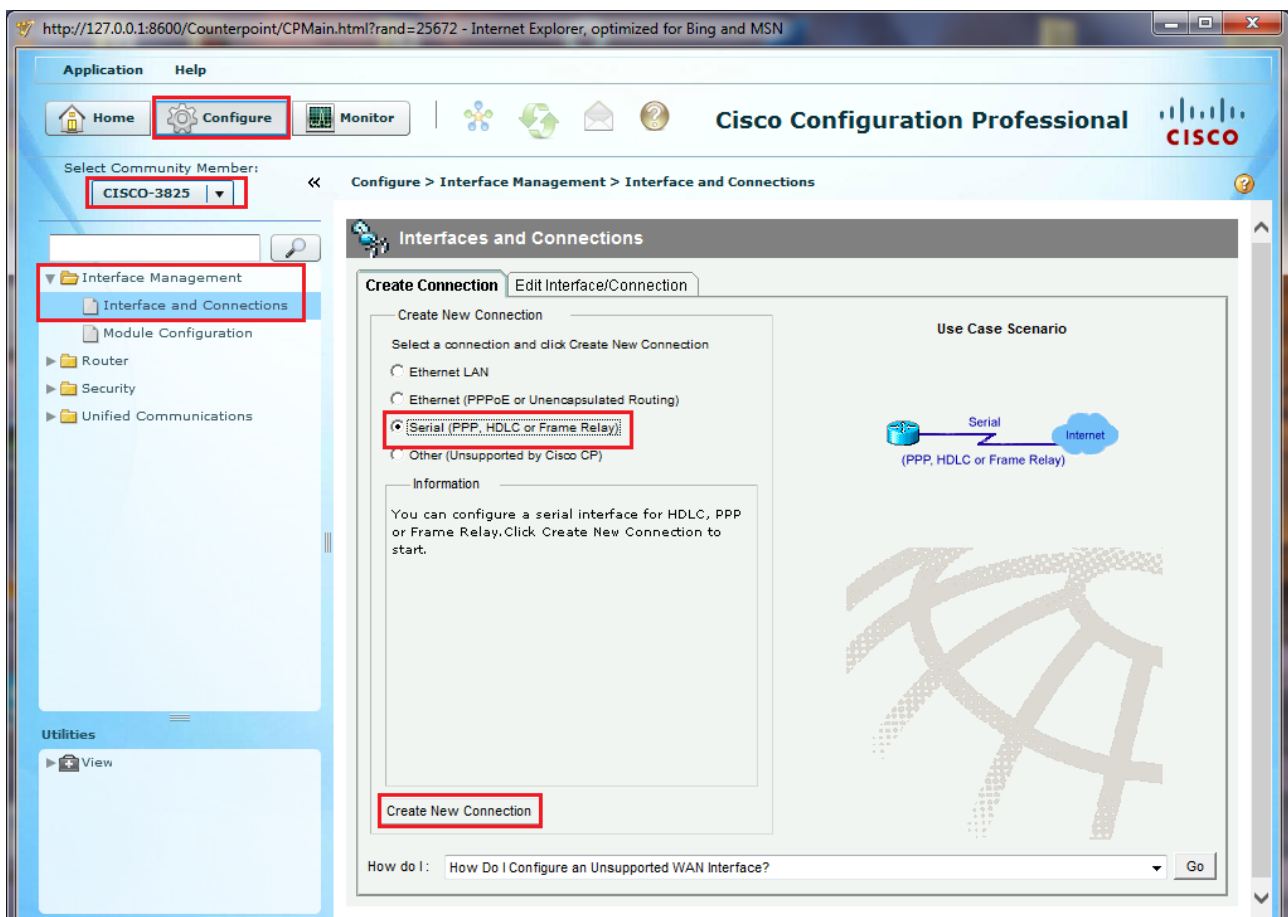 http://127.0.0.1:8600/Counterpoint/CPMain.html?rand=25672 - Internet Explorer, optimized for Bing and MSN
Application Help
Home Configure Monitor Cisco Configuration Professional CISCO
Select Community Member:
CISCO-3825
Configure > Interface Management > Interface and Connections
Interface Management
Interface and Connections
Module Configuration
Router
Security
Unified Communications
Utilities
View
Interfaces and Connections
Create Connection Edit Interface/Connection
Create New Connection
Select a connection and click Create New Connection
Ethernet LAN
Ethernet (PPPoE or Unencapsulated Routing)
Serial (PPP, HDLC or Frame Relay)
Other (Unsupported by Cisco CP)
Information
You can configure a serial interface for HDLC, PPP
or Frame Relay.Click Create New Connection to
start.
Create New Connection
Use Case Scenario
Serial
Internet
(PPP, HDLC or Frame Relay)
How do I: How Do I Configure an Unsupported WAN Interface? Go